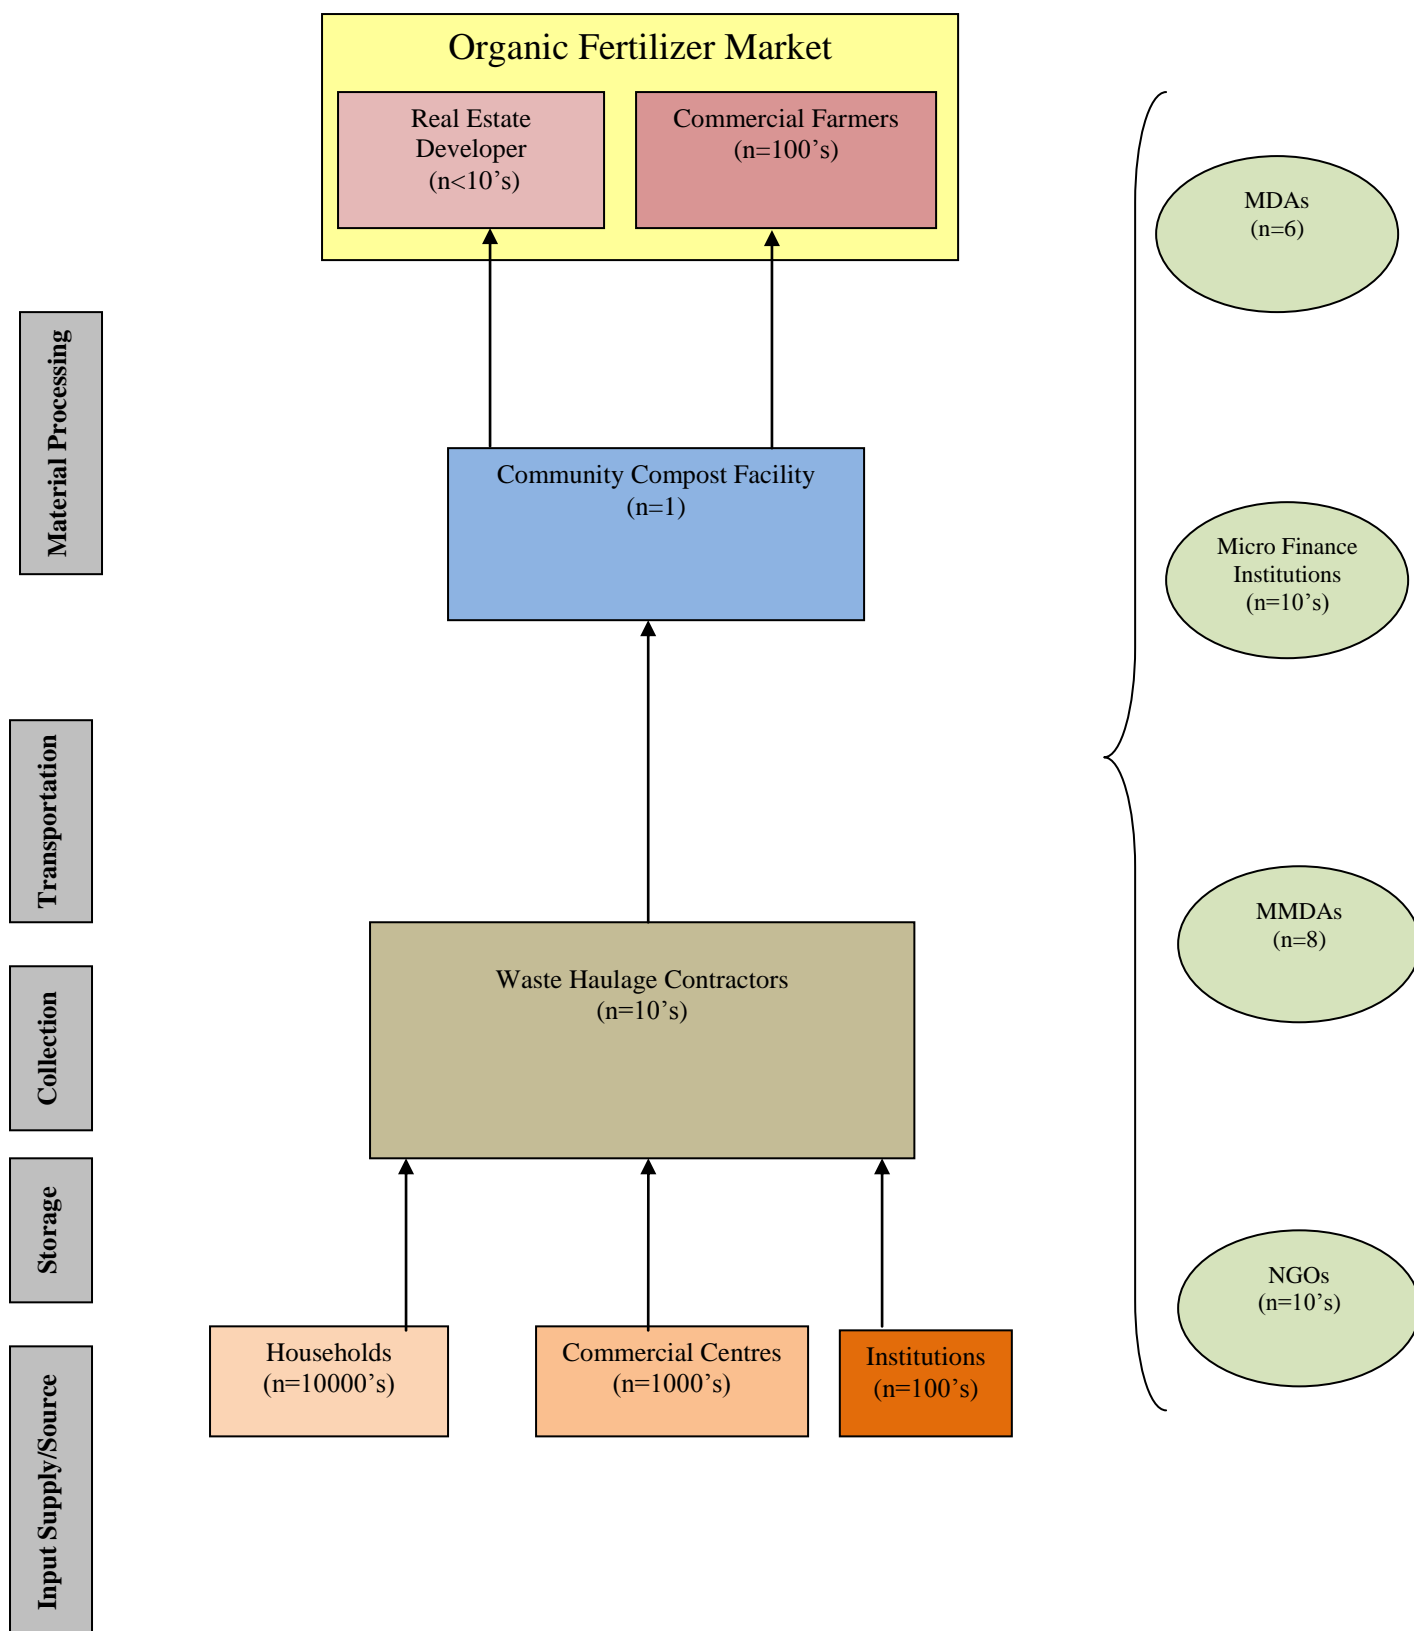 Organic Fertilizer Market
Real Estate
Developer
(n<10’s)
Commercial Farmers
(n=100’s)
MDAs
(n=6)
Material Processing
Community Compost Facility
(n=1)
Micro Finance
Institutions
(n=10’s)
Transportation
MMDAs
(n=8)
Collection
Waste Haulage Contractors
(n=10’s)
Storage
NGOs
(n=10’s)
Input Supply/Source
Households
(n=10000’s)
Commercial Centres
(n=1000’s)
Institutions
(n=100’s)